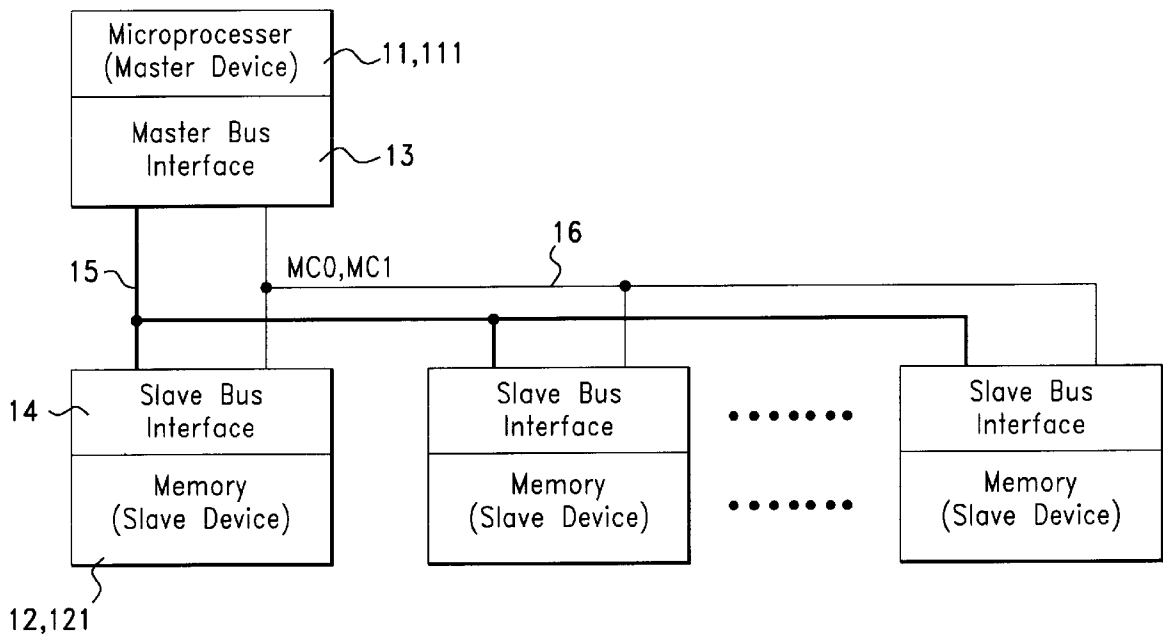 Microprocesser
(Master Device)
11,111
Master Bus
Interface
13
15
MC0,MC1
16
14
Slave Bus
Interface
Memory
(Slave Device)
12,121
Slave Bus
Interface
Memory
(Slave Device)
Slave Bus
Interface
Memory
(Slave Device)